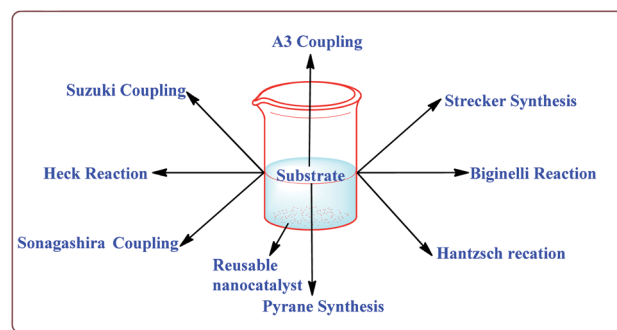 A3 Coupling
Suzuki Coupling
Strecker Synthesis
Heck Reaction
Substrate
Biginelli Reaction
Sonagashira Coupling
Hantzsch recation
Reusable
nanocatalyst
Pyrane Synthesis